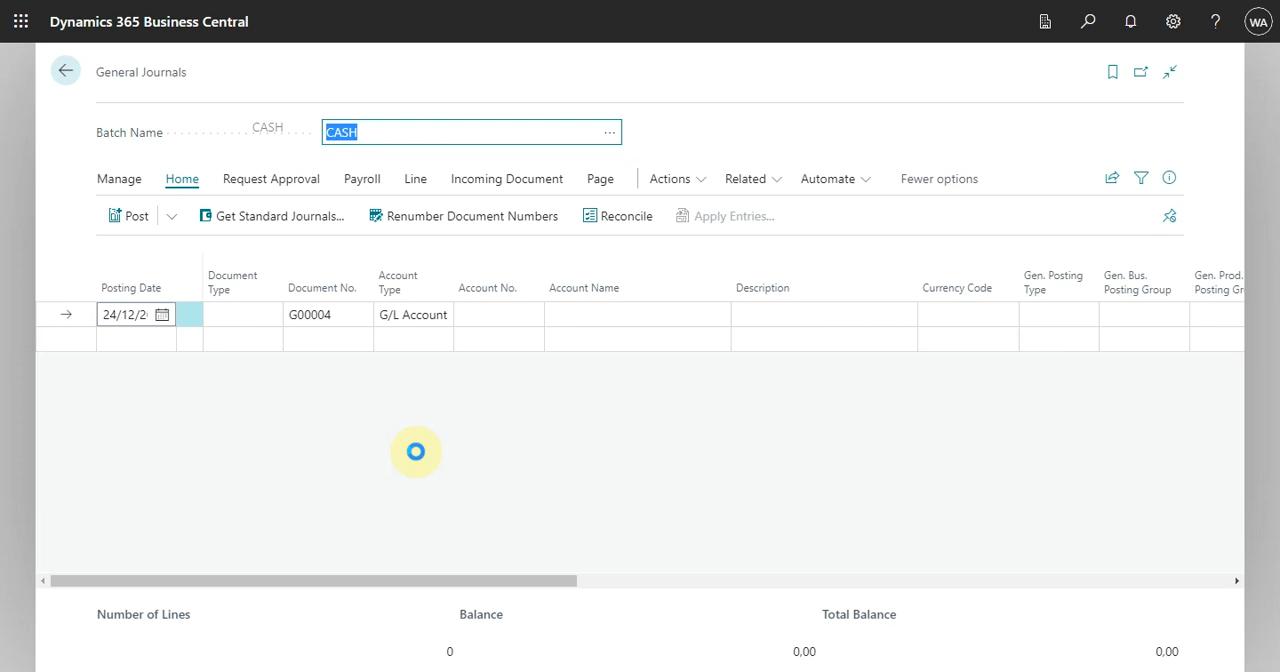 Dynamics 365 Business Central
WA
General Journals
Batch Name CASH CASH
Manage Home Request Approval Payroll Line Incoming Document Page Actions Related Automate Fewer options
Post Get Standard Journals... Renumber Document Numbers Reconcile Apply Entries...
Posting Date Document Type Document No. Account Type Account No. Account Name Description Currency Code Gen. Posting Type Gen. Bus. Posting Group Gen. Prod.
24/12/2 G00004 G/L Account
Number of Lines Balance Total Balance
0 0,00 0,00